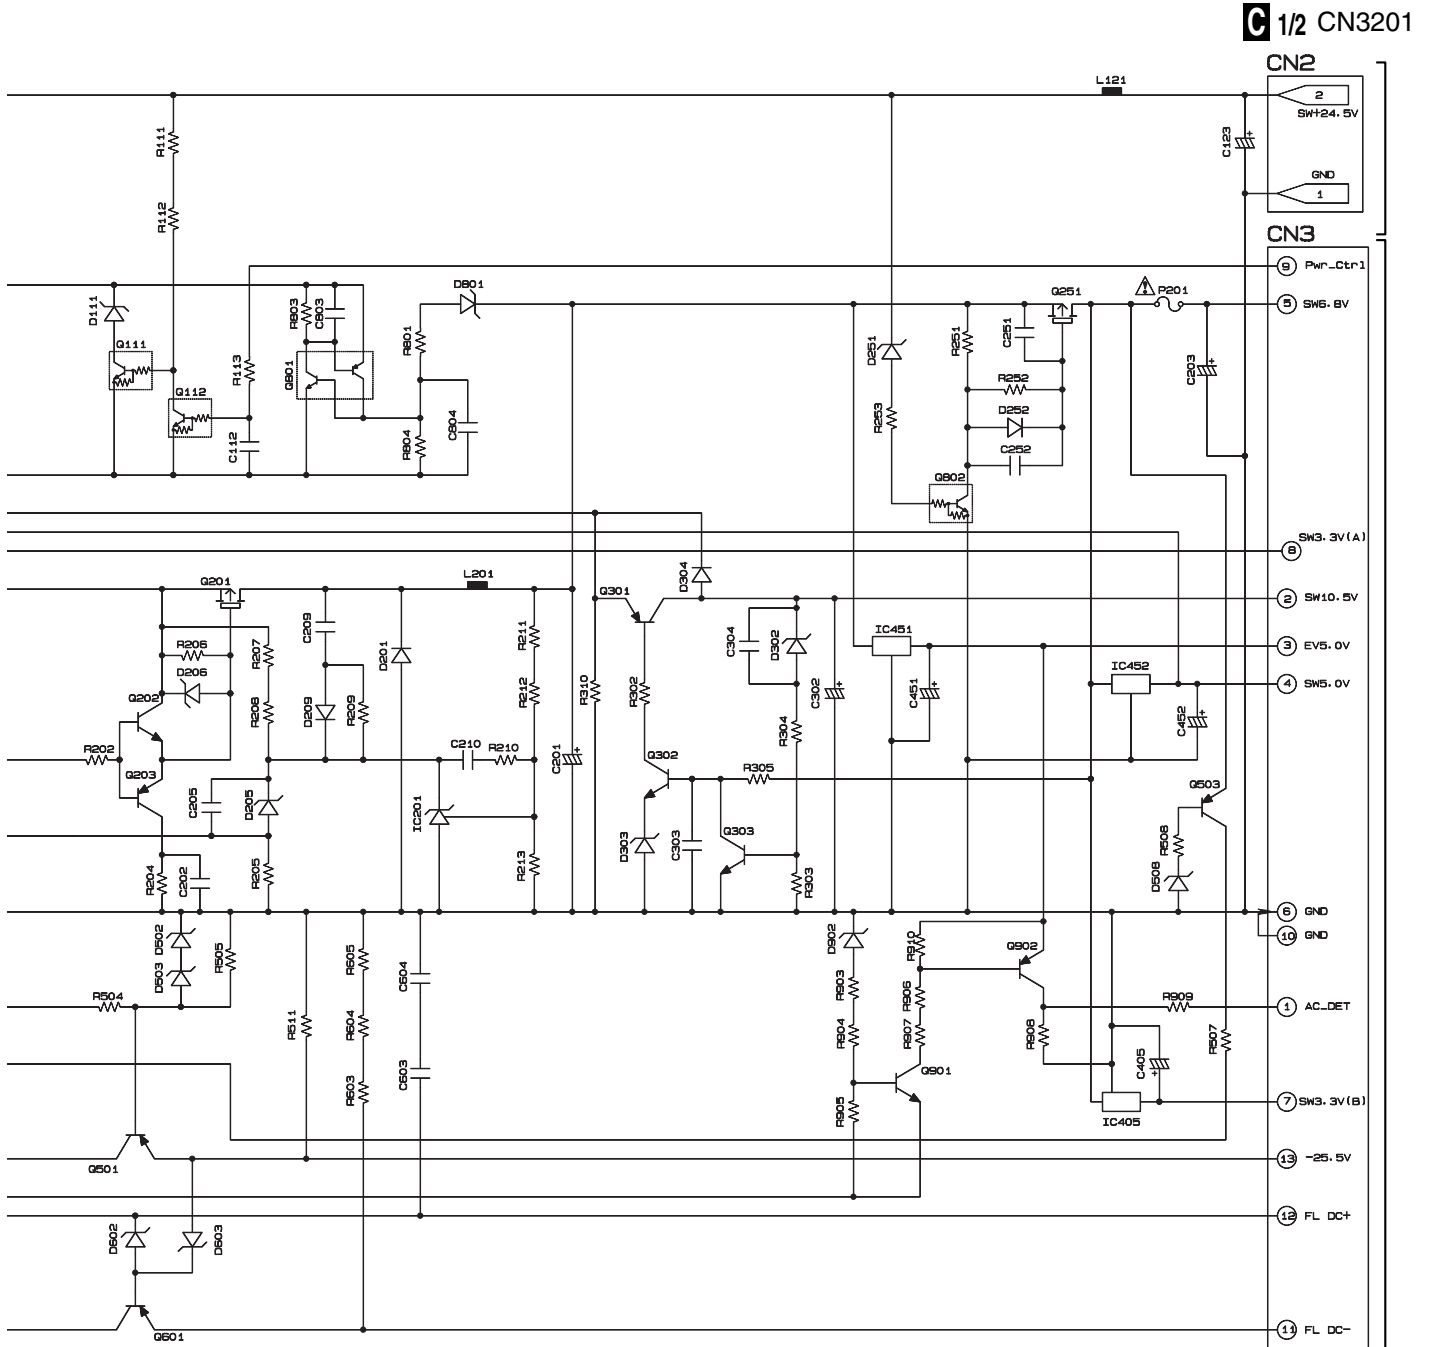 C 1/2 CN3201
CN2
L121
2
SW+24.5V
C123
R111
GND
1
R112
CN3
9 Pwr_Ctrl
D801
Q251
P201
5 SW6.8V
D111
R803
C803
R801
D251
R251
C251
C203
Q111
R113
Q801
R252
Q112
D252
R253
C804
C112
R804
C252
Q802
SW3.3V(A)
8
L201
Q201
D304
Q301
2 SW10.5V
C209
R211
IC451
R207
C304
D302
R206
D201
3 EV5.0V
D206
IC452
R212
R310
R302
C302
C451
4 SW5.0V
Q202
R208
D209
R209
C452
R304
R202
C210
R210
C201
Q302
R305
Q203
Q503
C205
D205
IC201
Q303
D303
C303
R508
R204
C202
R205
R213
R303
D508
6 GND
D502
D902
R910
10 GND
R505
R605
Q902
D503
C604
R903
R906
R504
R909
1 AC_DET
R511
R604
R904
R907
R908
R507
C405
C603
Q901
R603
R905
7 SW3.3V(B)
IC405
Q501
13 -25.5V
12 FL DC+
D602
D603
Q601
11 FL DC-